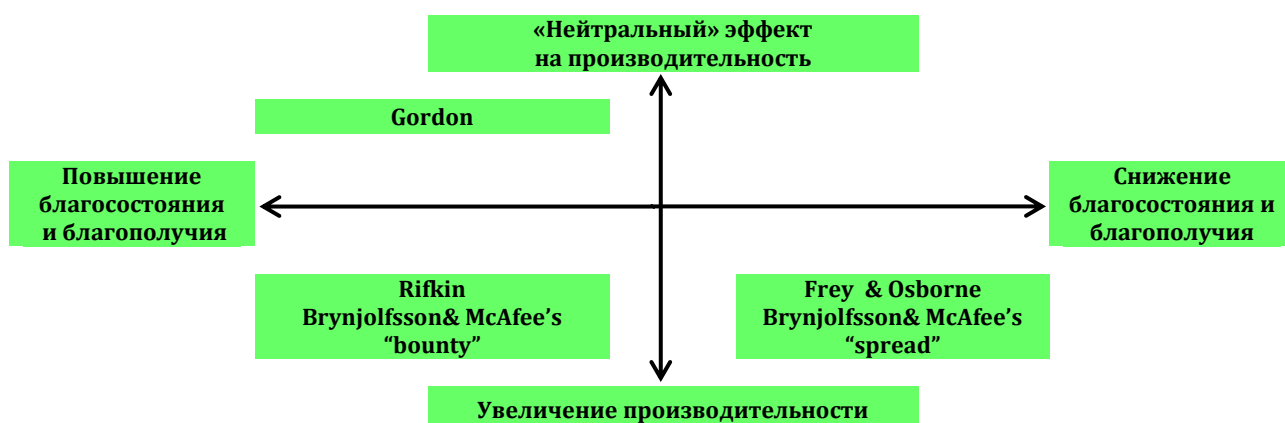 «Нейтральный» эффект
на производительность
Gordon
Повышение
благосостояния
и благополучия
Снижение
благосостояния и
благополучия
Rifkin
Brynjolfsson& McAfee’s
“bounty”
Frey & Osborne
Brynjolfsson& McAfee’s
“spread”
Увеличение производительности